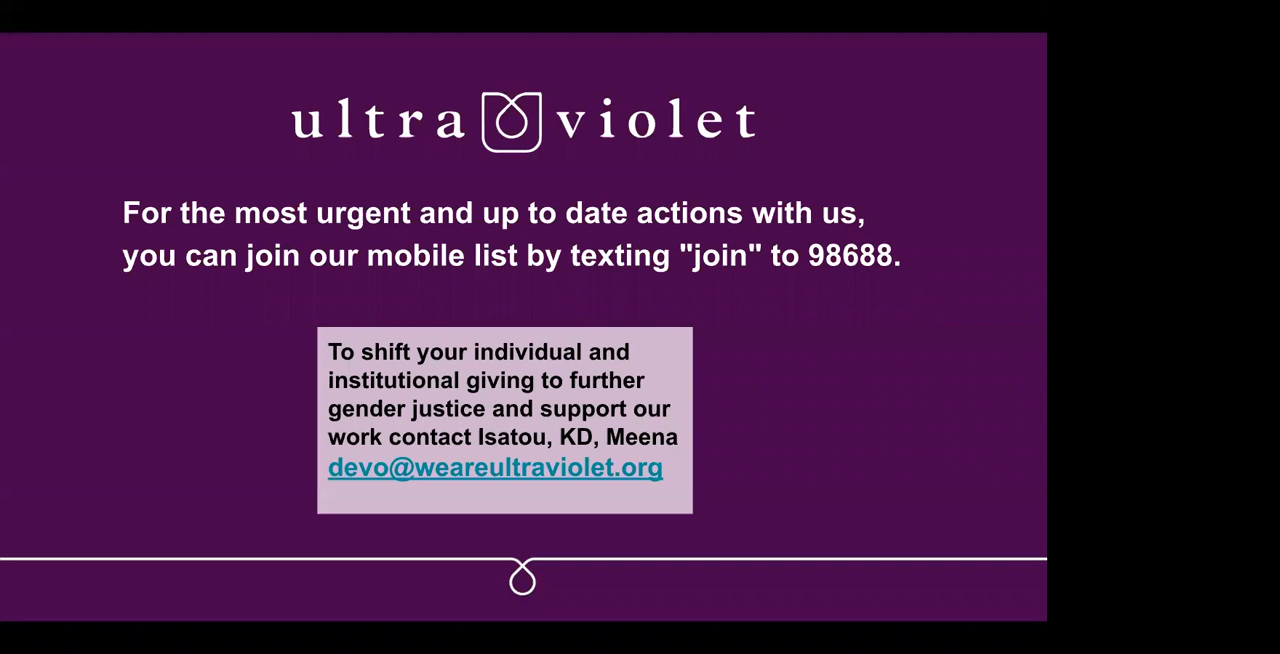 ultra violet
For the most urgent and up to date actions with us,
you can join our mobile list by texting "join" to 98688.
To shift your individual and
institutional giving to further
gender justice and support our
work contact Isatou, KD, Meena
devo@weareultraviolet.org